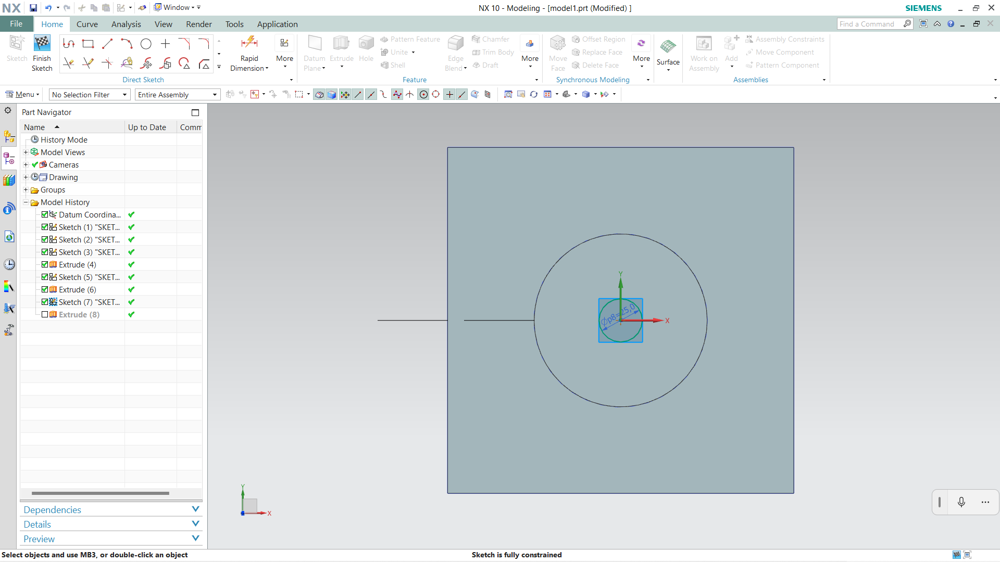 NX
Window
NX 10 - Modeling - [model1.prt (Modified) ]
SIEMENS
File
Home
Curve
Analysis
View
Render
Tools
Application
Find a Command
Sketch
Finish
Sketch
Rapid
Dimension
More
Direct Sketch
Datum
Plane
Extrude
Hole
Pattern Feature
Unite
Shell
Edge
Blend
Chamfer
Trim Body
Draft
More
Feature
Move
Face
Offset Region
Replace Face
Delete Face
More
Synchronous Modeling
Surface
Work on
Assembly
Add
Assembly Constraints
Move Component
Pattern Component
Assemblies
Menu
No Selection Filter
Entire Assembly
Part Navigator
Name
Up to Date
Comm
History Mode
Model Views
Cameras
Drawing
Groups
Model History
Datum Coordina...
Sketch (1) "SKET...
Sketch (2) "SKET...
Sketch (3) "SKET...
Extrude (4)
Sketch (5) "SKET...
Extrude (6)
Sketch (7) "SKET...
Extrude (8)
Y
Øp8=25,0
X
Y
X
Dependencies
Details
Preview
Select objects and use MB3, or double-click an object
Sketch is fully constrained